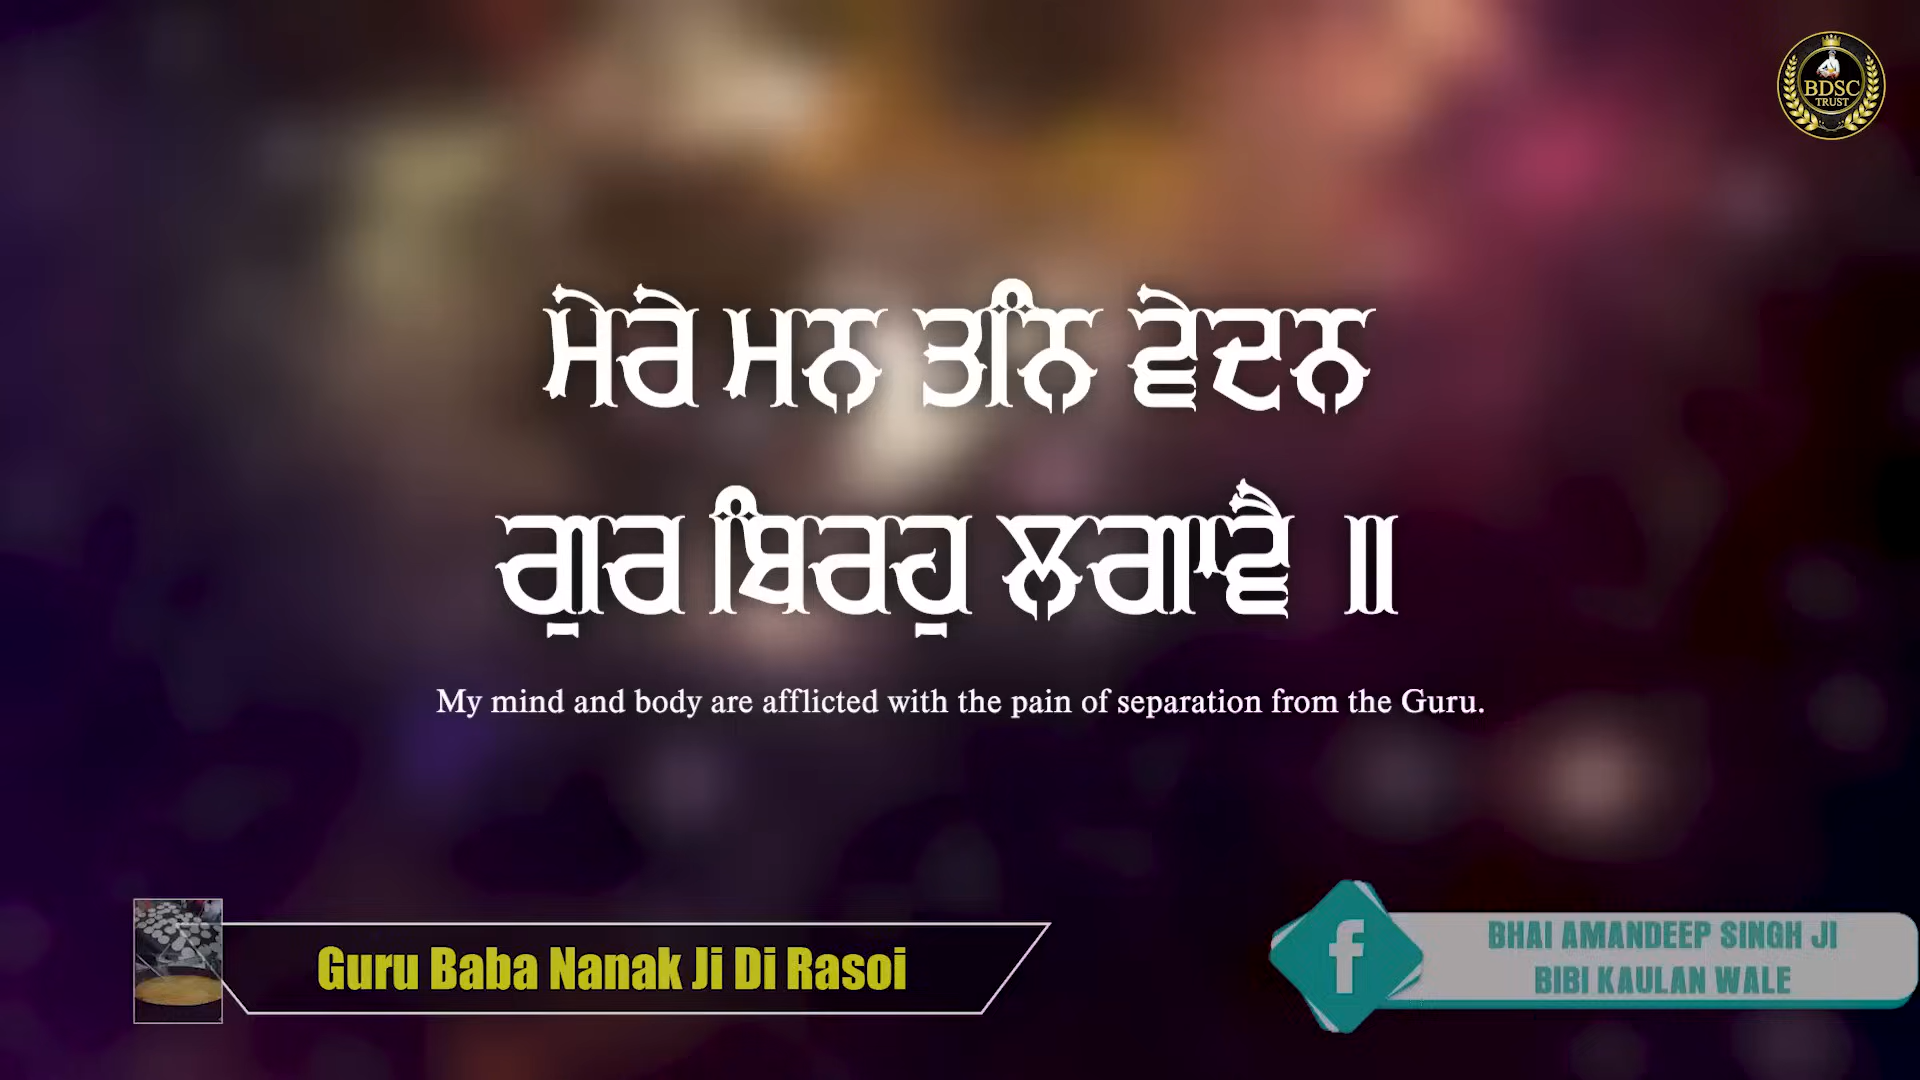 BDSC
TRUST
ਮੇਰੇ ਮਨ ਤਨਿ ਵੇਦਨ
ਗੁਰ ਬਿਰਹੁ ਲਗਾਵੈ ॥
My mind and body are afflicted with the pain of separation from the Guru.
Guru Baba Nanak Ji Di Rasoi
f
BHAI AMANDEEP SINGH JI
BIBI KAULAN WALE